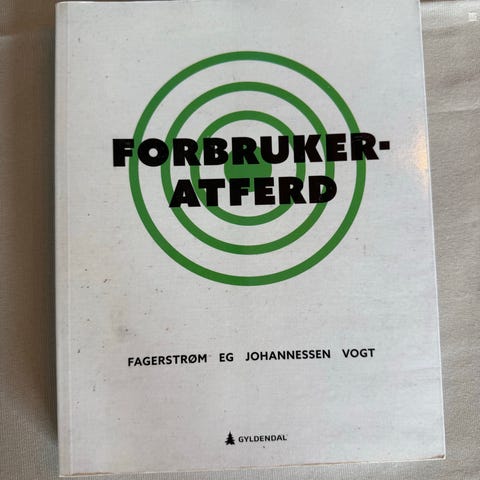 FORBRUKER-
ATFERD
FAGERSTRØM EG JOHANNESSEN VOGT
GYLDENDAL